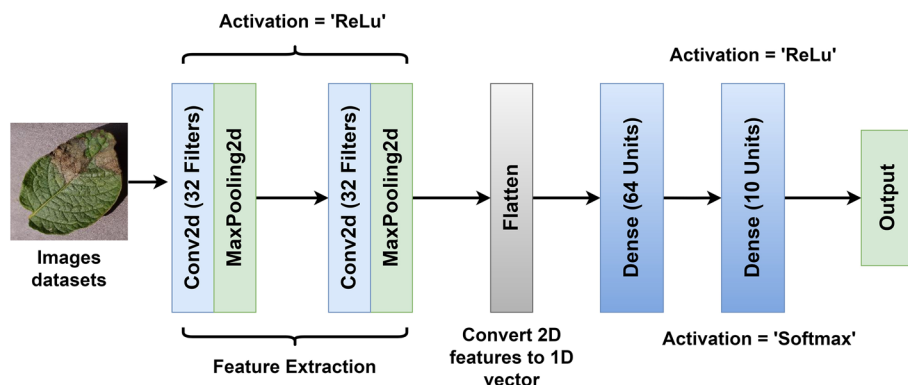 Activation = 'ReLu'
Activation = 'ReLu'
Images
datasets
Conv2d (32 Filters)
MaxPooling2d
Conv2d (32 Filters)
MaxPooling2d
Flatten
Dense (64 Units)
Dense (10 Units)
Output
Feature Extraction
Convert 2D
features to 1D
vector
Activation = 'Softmax'